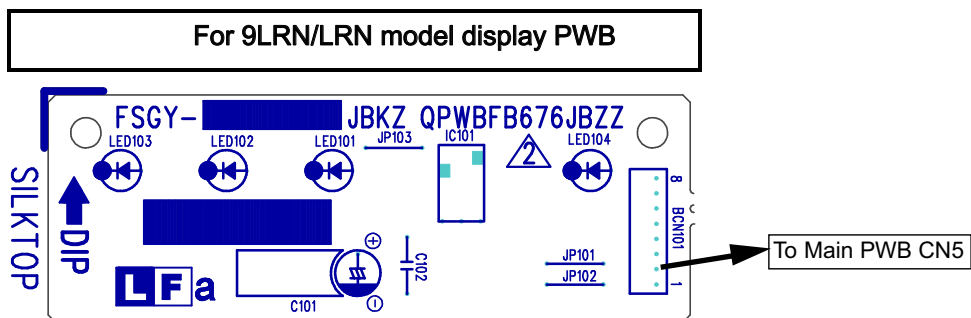 For 9LRN/LRN model display PWB
FSGY- JBKZ QPWBFB676JBZZ
LED103 LED102 LED101 JP103 IC101 2 LED104
SILKTOP
DIP
8
BCN101
1
To Main PWB CN5
JP101
JP102
C102
C101
LFa